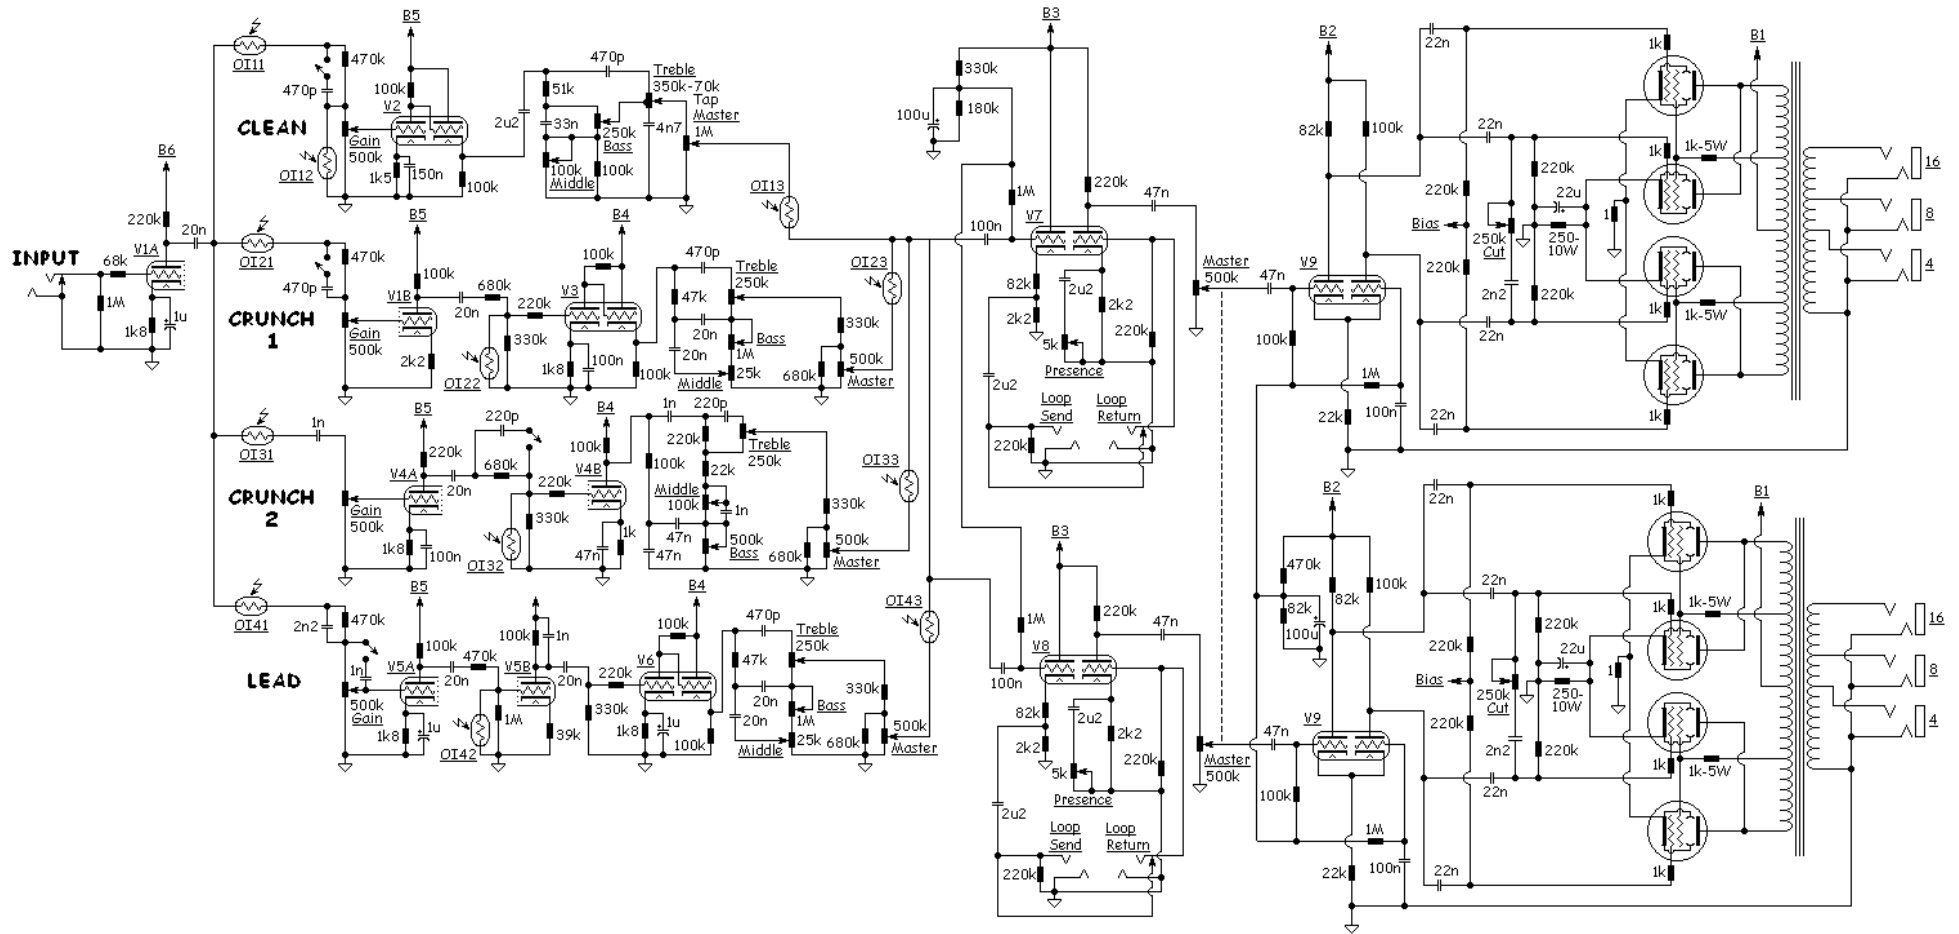 INPUT
68k
1M
B6
220k
V1A
20n
1k8
1u
OI11
470k
470p
CLEAN
OI12
Gain
500k
B5
100k
V2
1k5
150n
100k
2u2
51k
33n
100k
Middle
470p
250k
Bass
100k
Treble
350k-70k
Tap
Master
1M
4n7
OI13
OI21
470k
470p
CRUNCH
1
Gain
500k
B5
100k
V1B
20n
2k2
680k
220k
330k
OI22
B4
100k
V3
1k8
100n
100k
470p
47k
20n
20n
Middle
Treble
250k
Bass
1M
25k
330k
680k
500k
Master
OI23
OI31
1n
CRUNCH
2
Gain
500k
B5
220k
V4A
20n
1k8
100n
220p
680k
220k
330k
OI32
B4
100k
V4B
47n
1k
1n
100k
47n
47n
220p
220k
22k
Middle
100k
1n
500k
Bass
Treble
250k
330k
680k
500k
Master
OI33
OI41
2n2
470k
LEAD
1n
500k
Gain
B5
100k
V5A
20n
470k
1k8
1u
OI42
1M
100k
1n
V5B
20n
39k
220k
330k
B4
100k
V6
1k8
1u
100k
470p
47k
20n
20n
Middle
Treble
250k
Bass
1M
25k
330k
680k
500k
Master
OI43
B3
330k
180k
100u
1M
100n
V7
220k
47n
82k
2k2
2u2
2k2
5k
Presence
220k
2u2
Loop
Send
Loop
Return
220k
Master
500k
B3
1M
100n
V8
220k
47n
82k
2k2
2u2
2k2
5k
Presence
220k
2u2
Loop
Send
Loop
Return
220k
Master
500k
B2
82k
100k
V9
47n
100k
1M
100n
22k
22n
22n
22n
22n
220k
220k
Bias
250k
Cut
2n2
220k
220k
22u
250-
10W
1
1k
1k
1k
1k
1k-5W
1k-5W
B1
16
8
4
B2
470k
82k
100u
82k
100k
V9
47n
100k
1M
100n
22k
22n
22n
22n
22n
220k
220k
Bias
250k
Cut
2n2
220k
220k
22u
250-
10W
1
1k
1k
1k
1k
1k-5W
1k-5W
B1
16
8
4